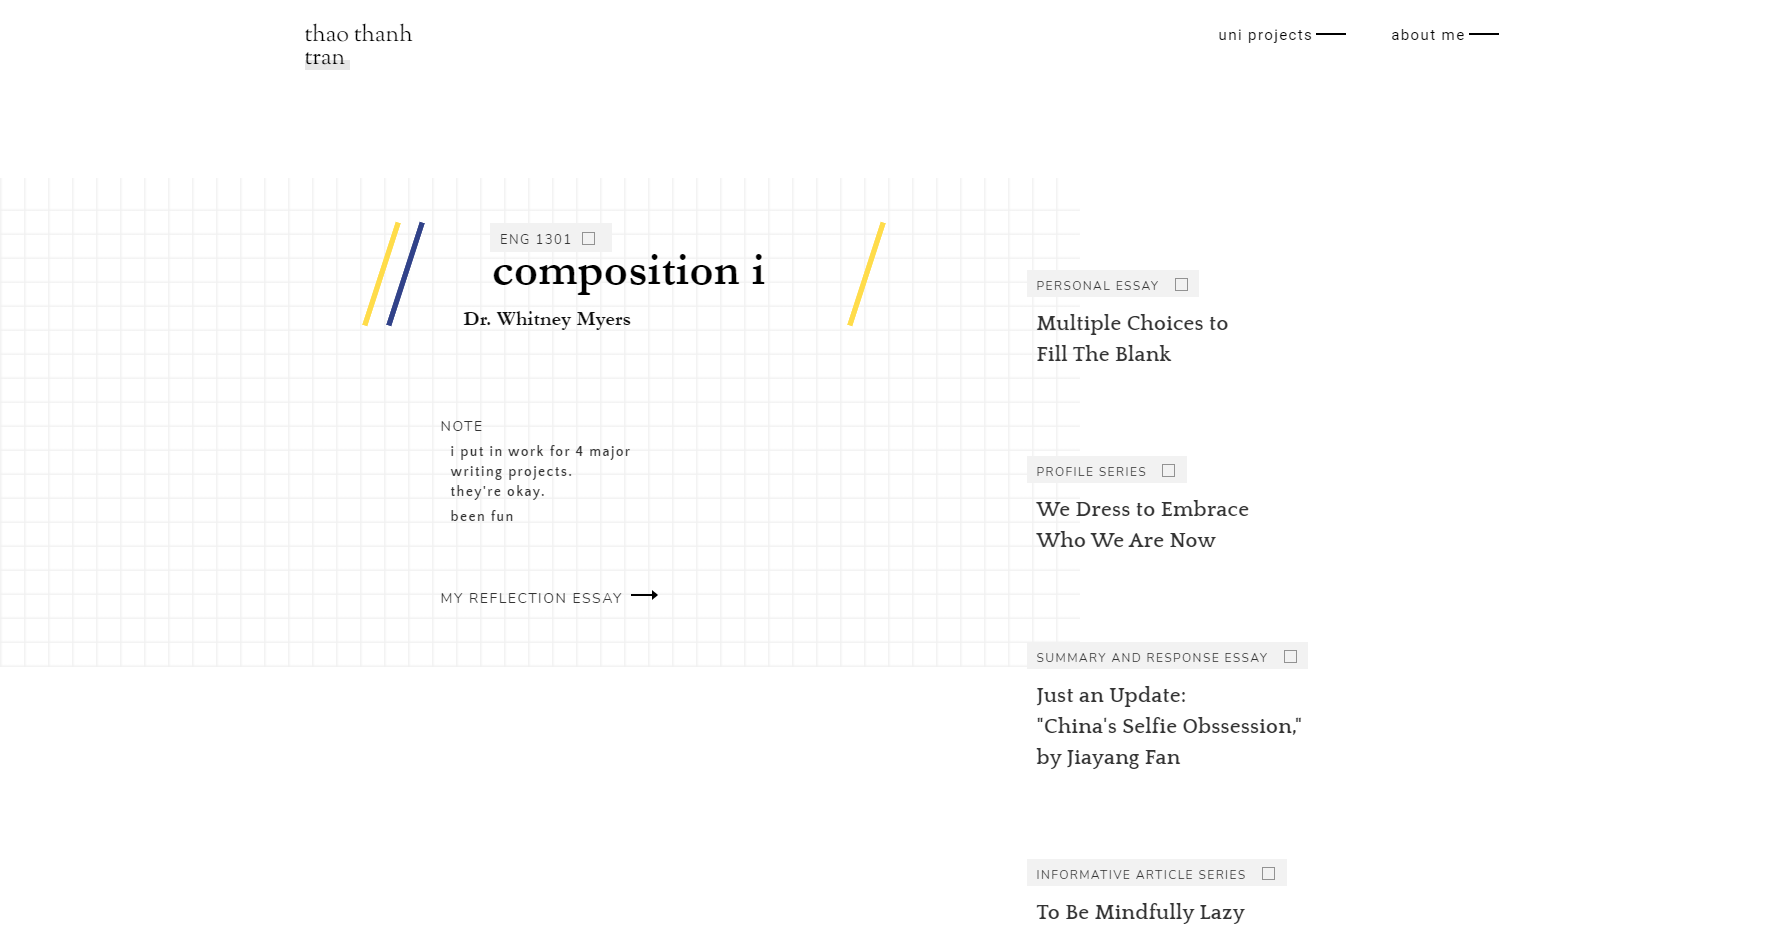 thao thanh
tran
uni projects
about me
ENG 1301
composition i
Dr. Whitney Myers
NOTE
i put in work for 4 major
writing projects.
they're okay.
been fun
MY REFLECTION ESSAY
PERSONAL ESSAY
Multiple Choices to
Fill The Blank
PROFILE SERIES
We Dress to Embrace
Who We Are Now
SUMMARY AND RESPONSE ESSAY
Just an Update:
"China's Selfie Obssession,"
by Jiayang Fan
INFORMATIVE ARTICLE SERIES
To Be Mindfully Lazy